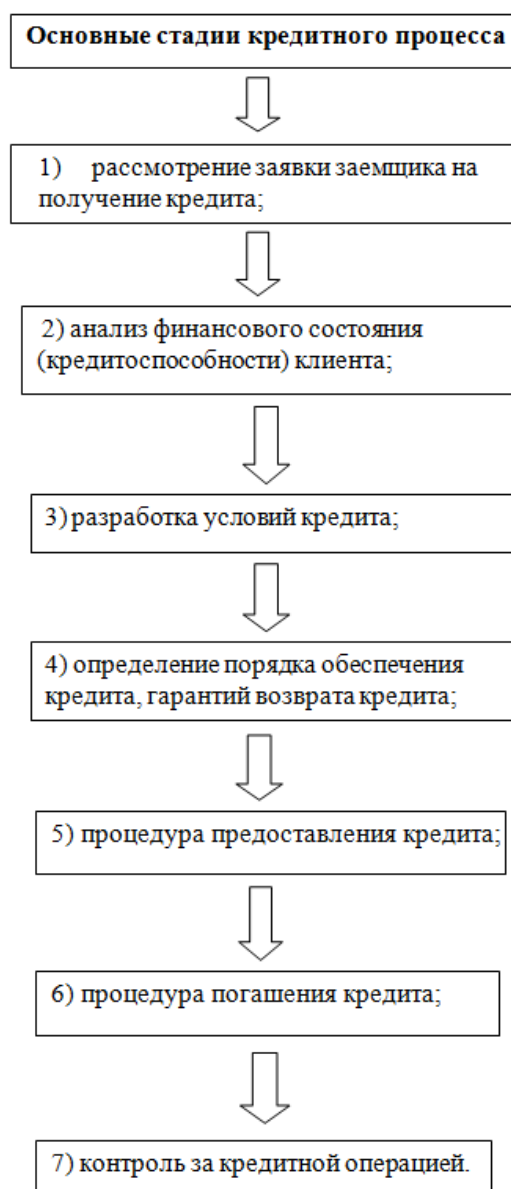 Основные стадии кредитного процесса
1) рассмотрение заявки заемщика на
получение кредита;
2) анализ финансового состояния
(кредитоспособности) клиента;
3) разработка условий кредита;
4) определение порядка обеспечения
кредита, гарантий возврата кредита;
5) процедура предоставления кредита;
6) процедура погашения кредита;
7) контроль за кредитной операцией.